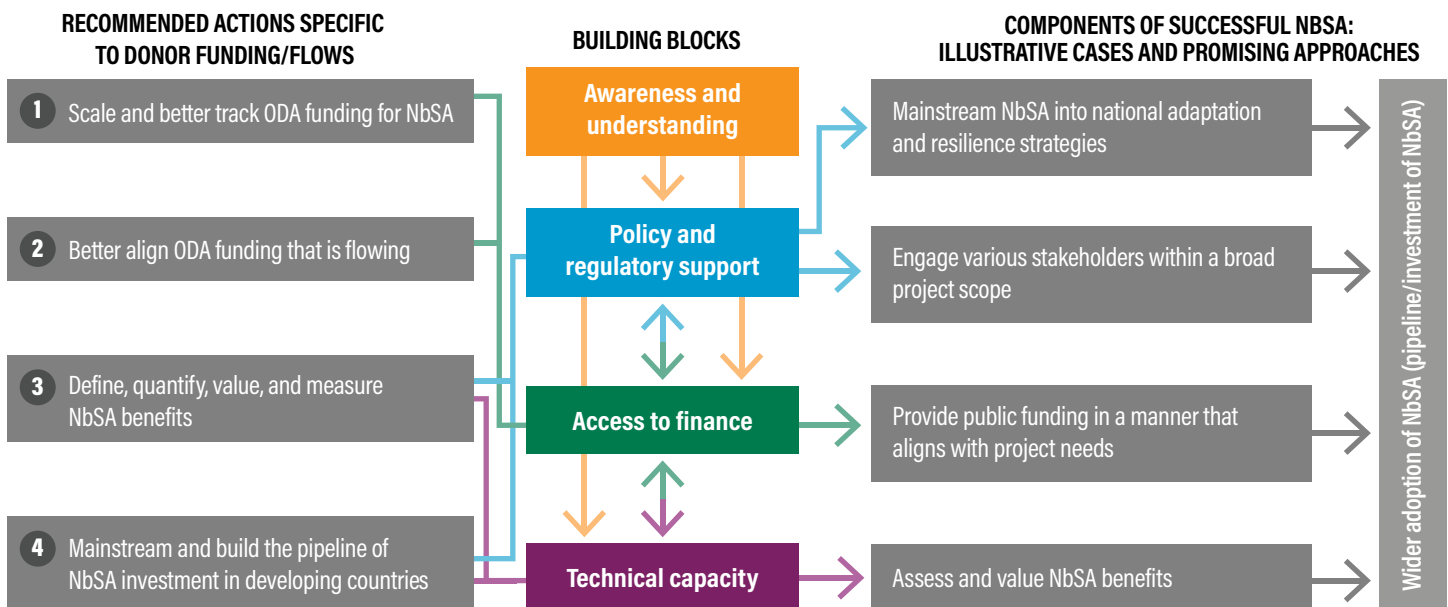 RECOMMENDED ACTIONS SPECIFIC
TO DONOR FUNDING/FLOWS
1 Scale and better track ODA funding for NbSA
2 Better align ODA funding that is flowing
3 Define, quantify, value, and measure
NbSA benefits
4 Mainstream and build the pipeline of
NbSA investment in developing countries
BUILDING BLOCKS
Awareness and
understanding
Policy and
regulatory support
Access to finance
Technical capacity
COMPONENTS OF SUCCESSFUL NBSA:
ILLUSTRATIVE CASES AND PROMISING APPROACHES
Mainstream NbSA into national adaptation
and resilience strategies
Engage various stakeholders within a broad
project scope
Provide public funding in a manner that
aligns with project needs
Assess and value NbSA benefits
Wider adoption of NbSA (pipeline/investment of NbSA)